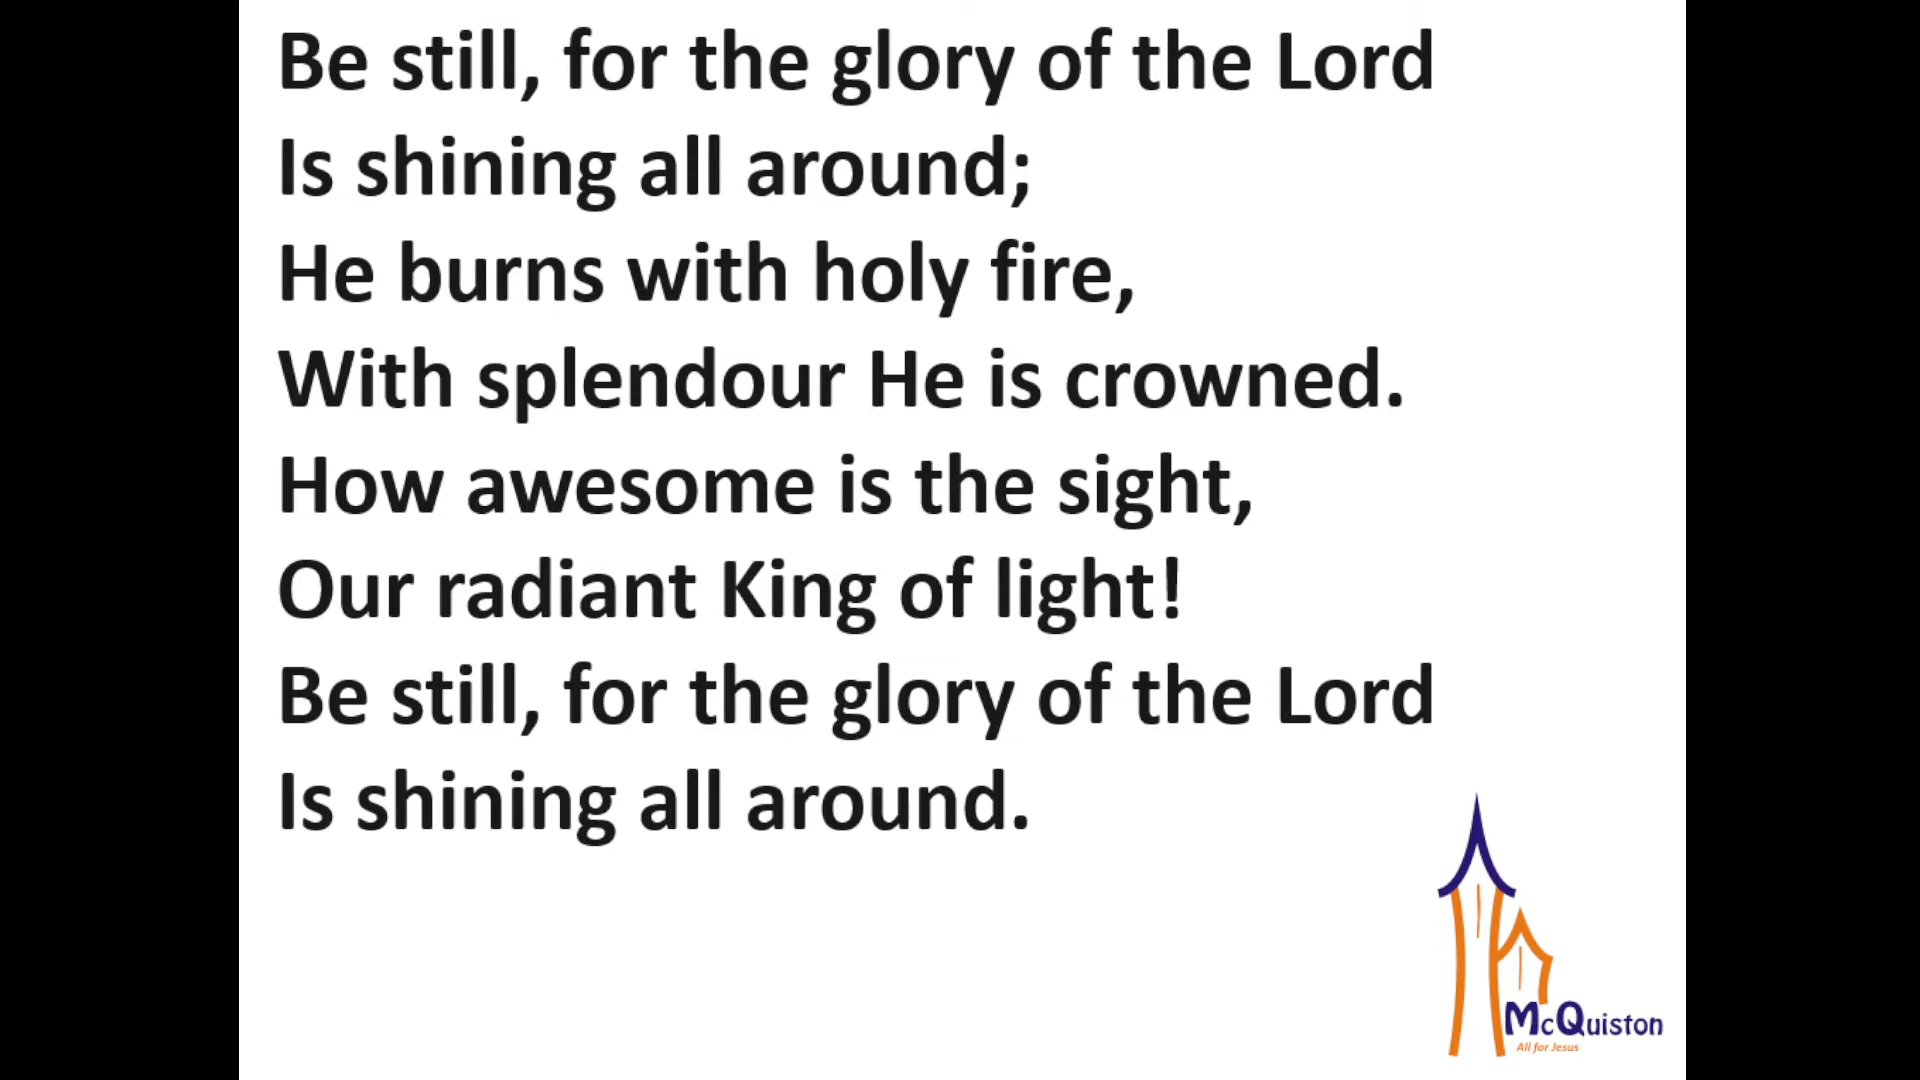 Be still, for the glory of the Lord
Is shining all around;
He burns with holy fire,
With splendour He is crowned.
How awesome is the sight,
Our radiant King of light!
Be still, for the glory of the Lord
Is shining all around.
McQuiston
All for Jesus